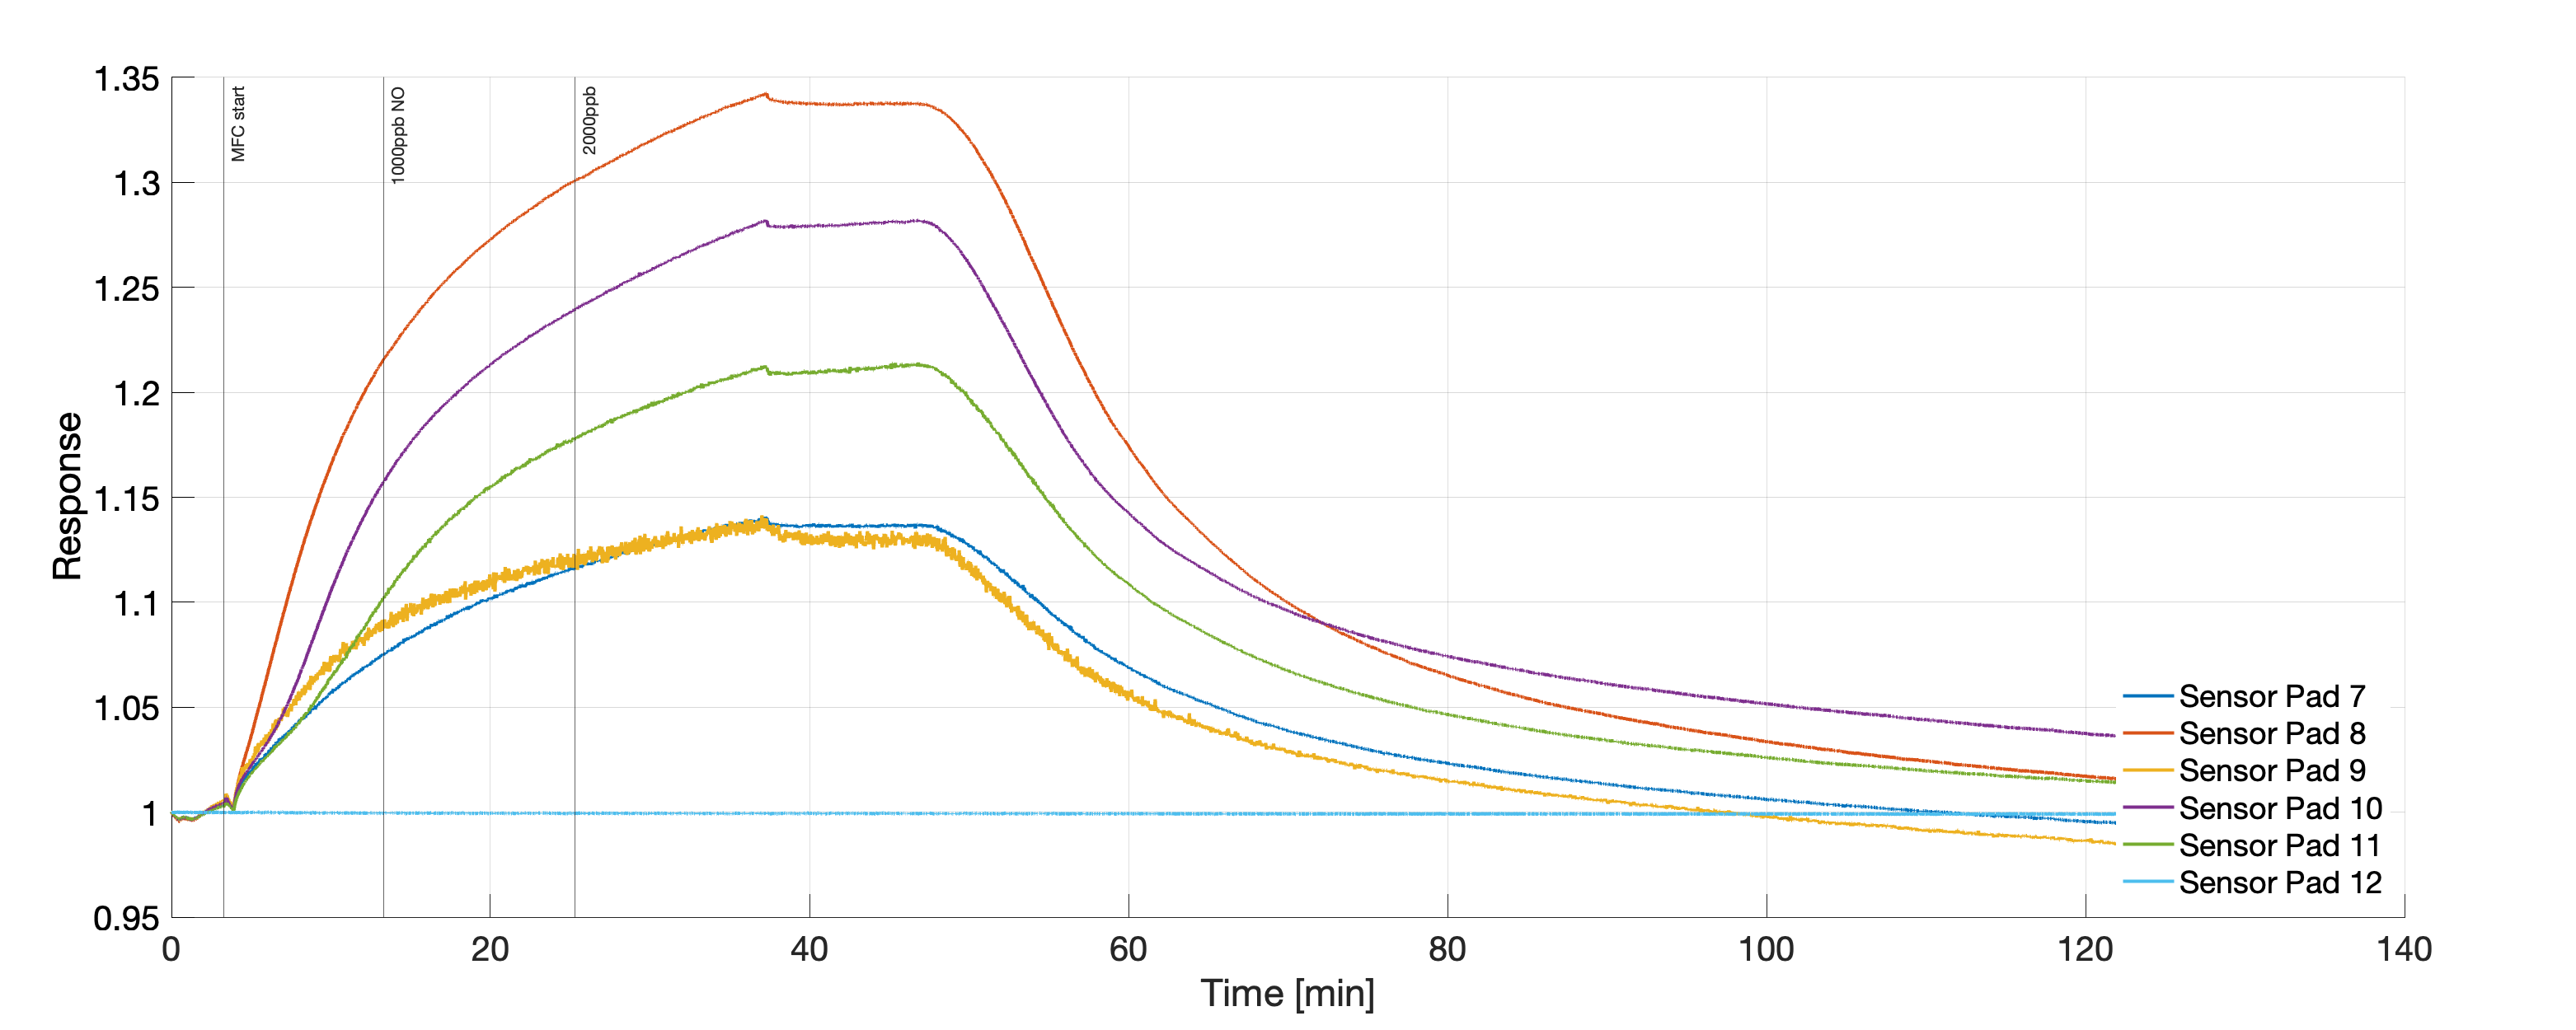 1.35
1.3
1.25
1.2
1.15
1.1
1.05
1
0.95
Response
MFC start
1000ppb NO
2000ppb
0 20 40 60 80 100 120 140
Time [min]
Sensor Pad 7
Sensor Pad 8
Sensor Pad 9
Sensor Pad 10
Sensor Pad 11
Sensor Pad 12